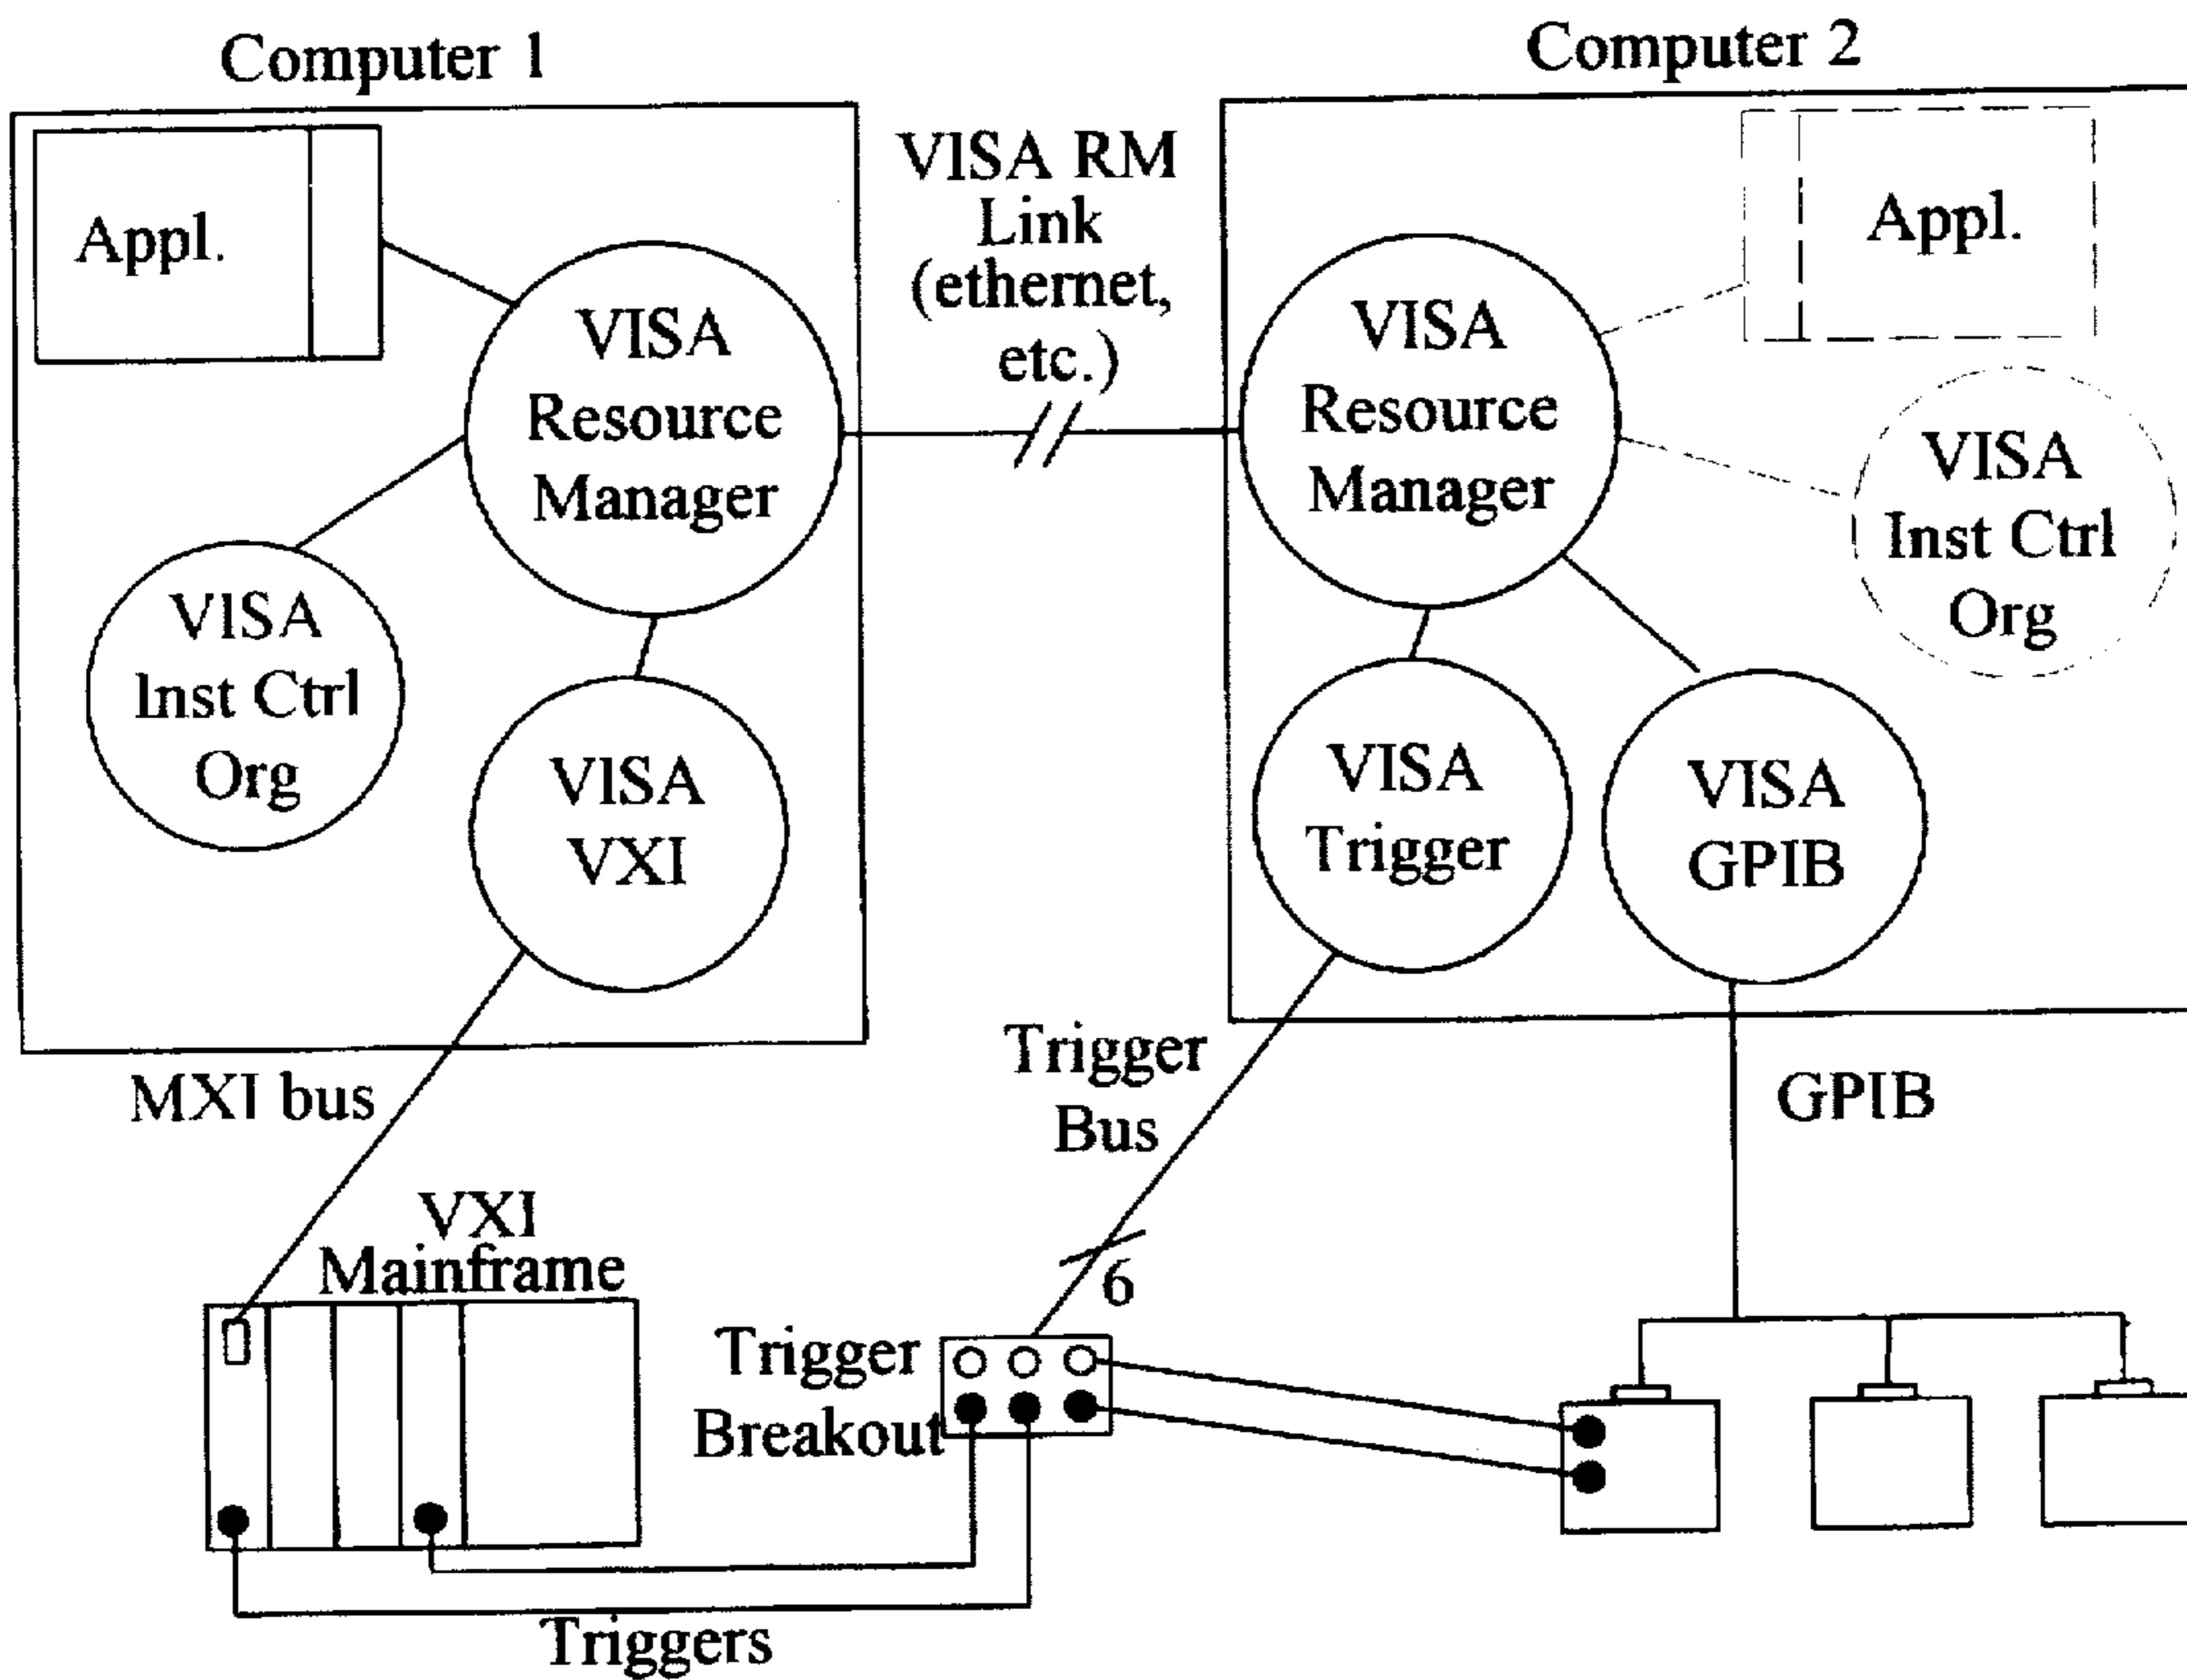 Computer 1
Computer 2
Appl.
VISA
Resource
Manager
VISA
Inst Ctrl
Org
VISA
VXI
VISA RM
Link
(ethernet,
etc.)
VISA
Resource
Manager
Appl.
VISA
Inst Ctrl
Org
VISA
Trigger
VISA
GPIB
MXI bus
Trigger
Bus
GPIB
VXI
Mainframe
6
Trigger
Breakout
Triggers